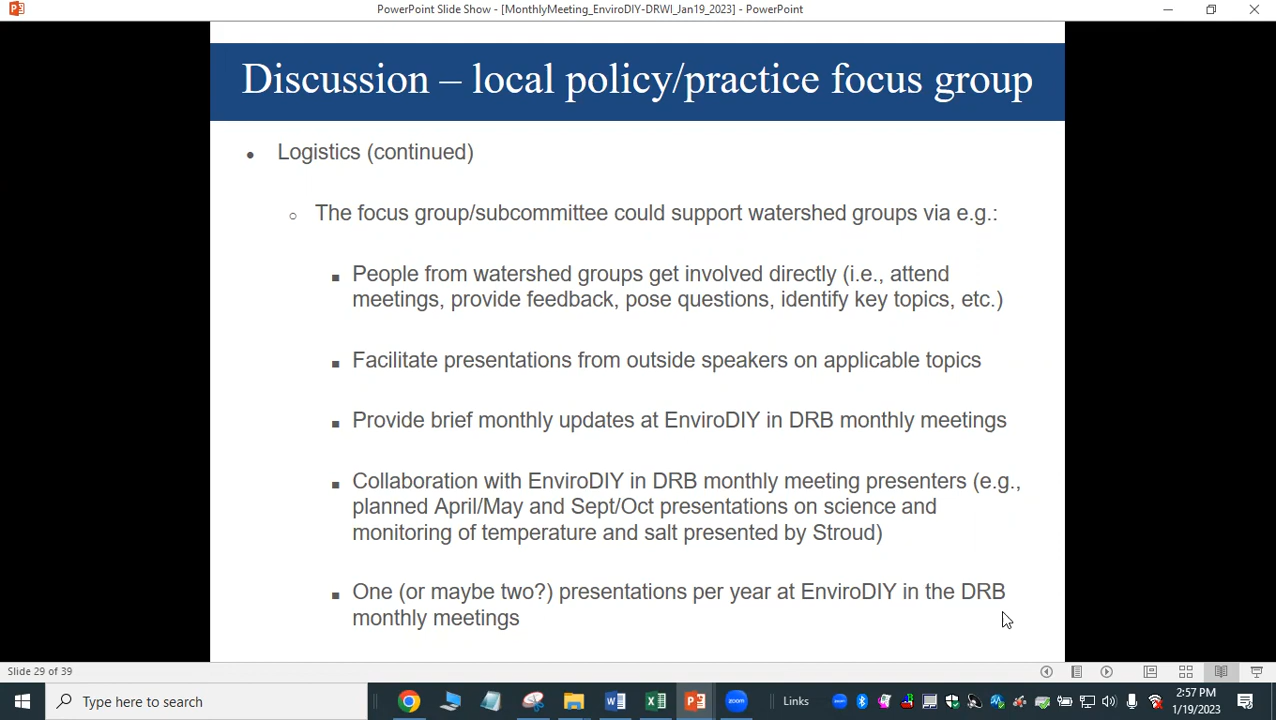 PowerPoint Slide Show - [MonthlyMeeting_EnviroDIY-DRWI_Jan19_2023] - PowerPoint
Discussion – local policy/practice focus group
Logistics (continued)
The focus group/subcommittee could support watershed groups via e.g.:
People from watershed groups get involved directly (i.e., attend
meetings, provide feedback, pose questions, identify key topics, etc.)
Facilitate presentations from outside speakers on applicable topics
Provide brief monthly updates at EnviroDIY in DRB monthly meetings
Collaboration with EnviroDIY in DRB monthly meeting presenters (e.g.,
planned April/May and Sept/Oct presentations on science and
monitoring of temperature and salt presented by Stroud)
One (or maybe two?) presentations per year at EnviroDIY in the DRB
monthly meetings
Slide 29 of 39
Type here to search
zoom
Links
2:57 PM
1/19/2023